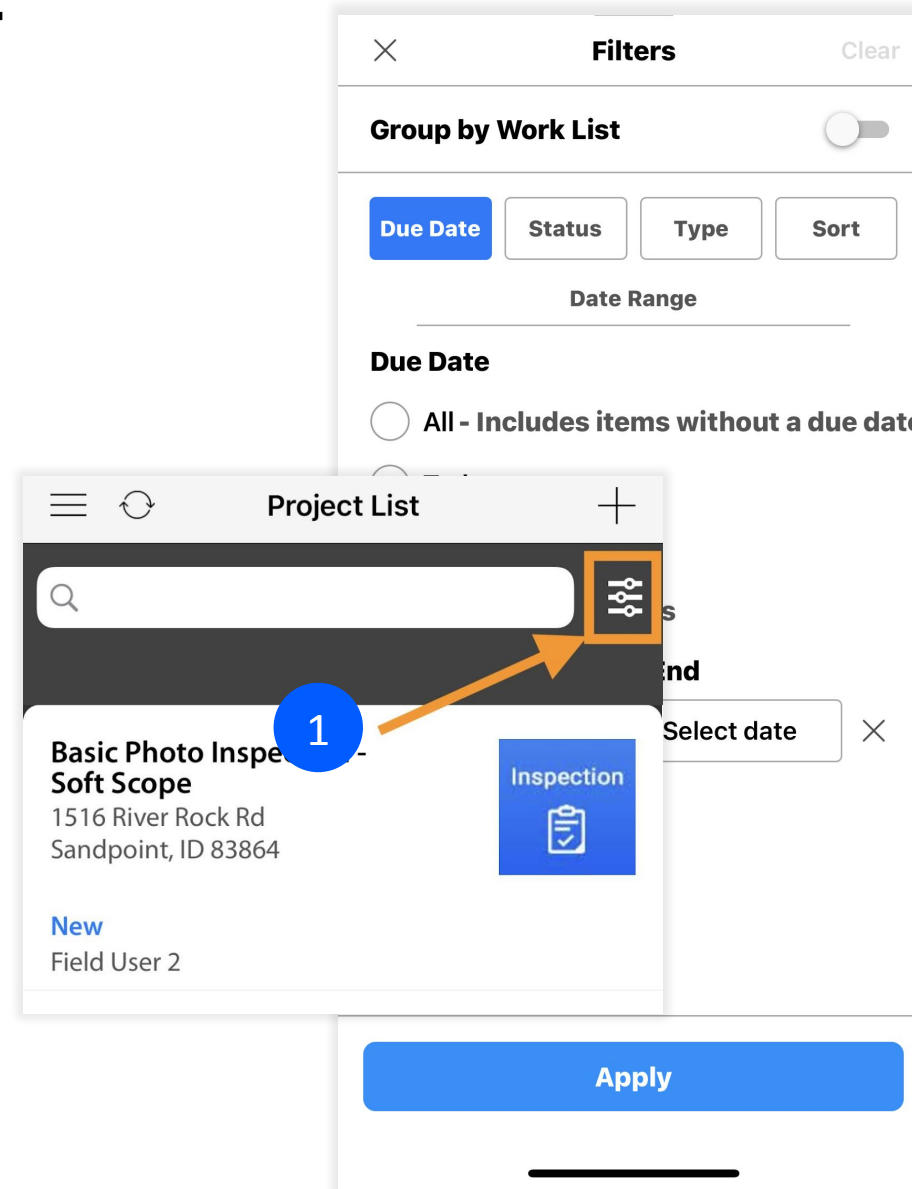 Filters
Clear
Group by Work List
Due Date
Status
Type
Sort
Date Range
Due Date
All - Includes items without a due date
Project List
End
Select date
1
Basic Photo
Soft Scope
1516 River Rock Rd
Sandpoint, ID 83864
Inspection
New
Field User 2
Apply